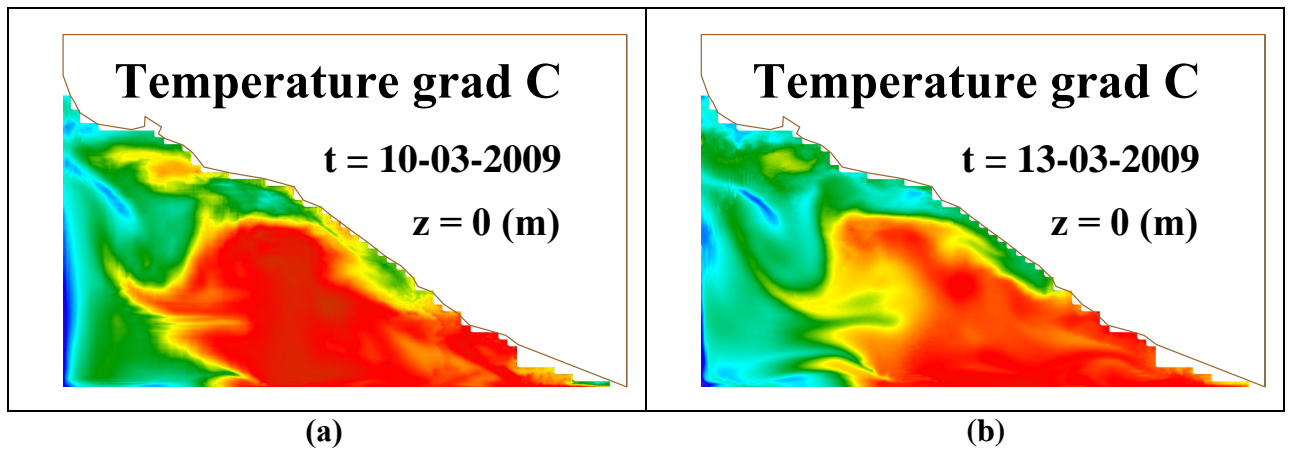 Temperature grad C
t = 10-03-2009
z = 0 (m)
(a)
Temperature grad C
t = 13-03-2009
z = 0 (m)
(b)